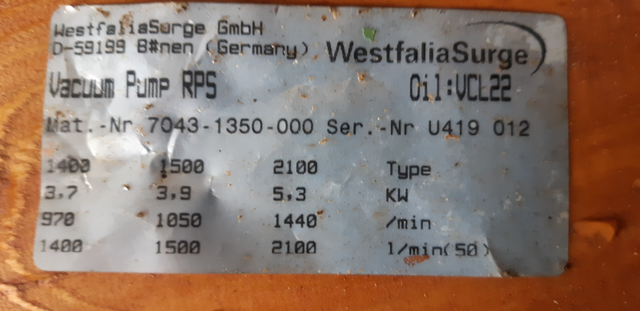 WestfaliaSurge GmbH
D-59199 B#nen (Germany) WestfaliaSurge
Vacuum Pump RPS Oil:VCL22
Mat.-Nr 7043-1350-000 Ser.-Nr U419 012
1400 1500 2100 Type
3,7 3,9 5,3 KW
970 1050 1440 /min
1400 1500 2100 l/min(50)